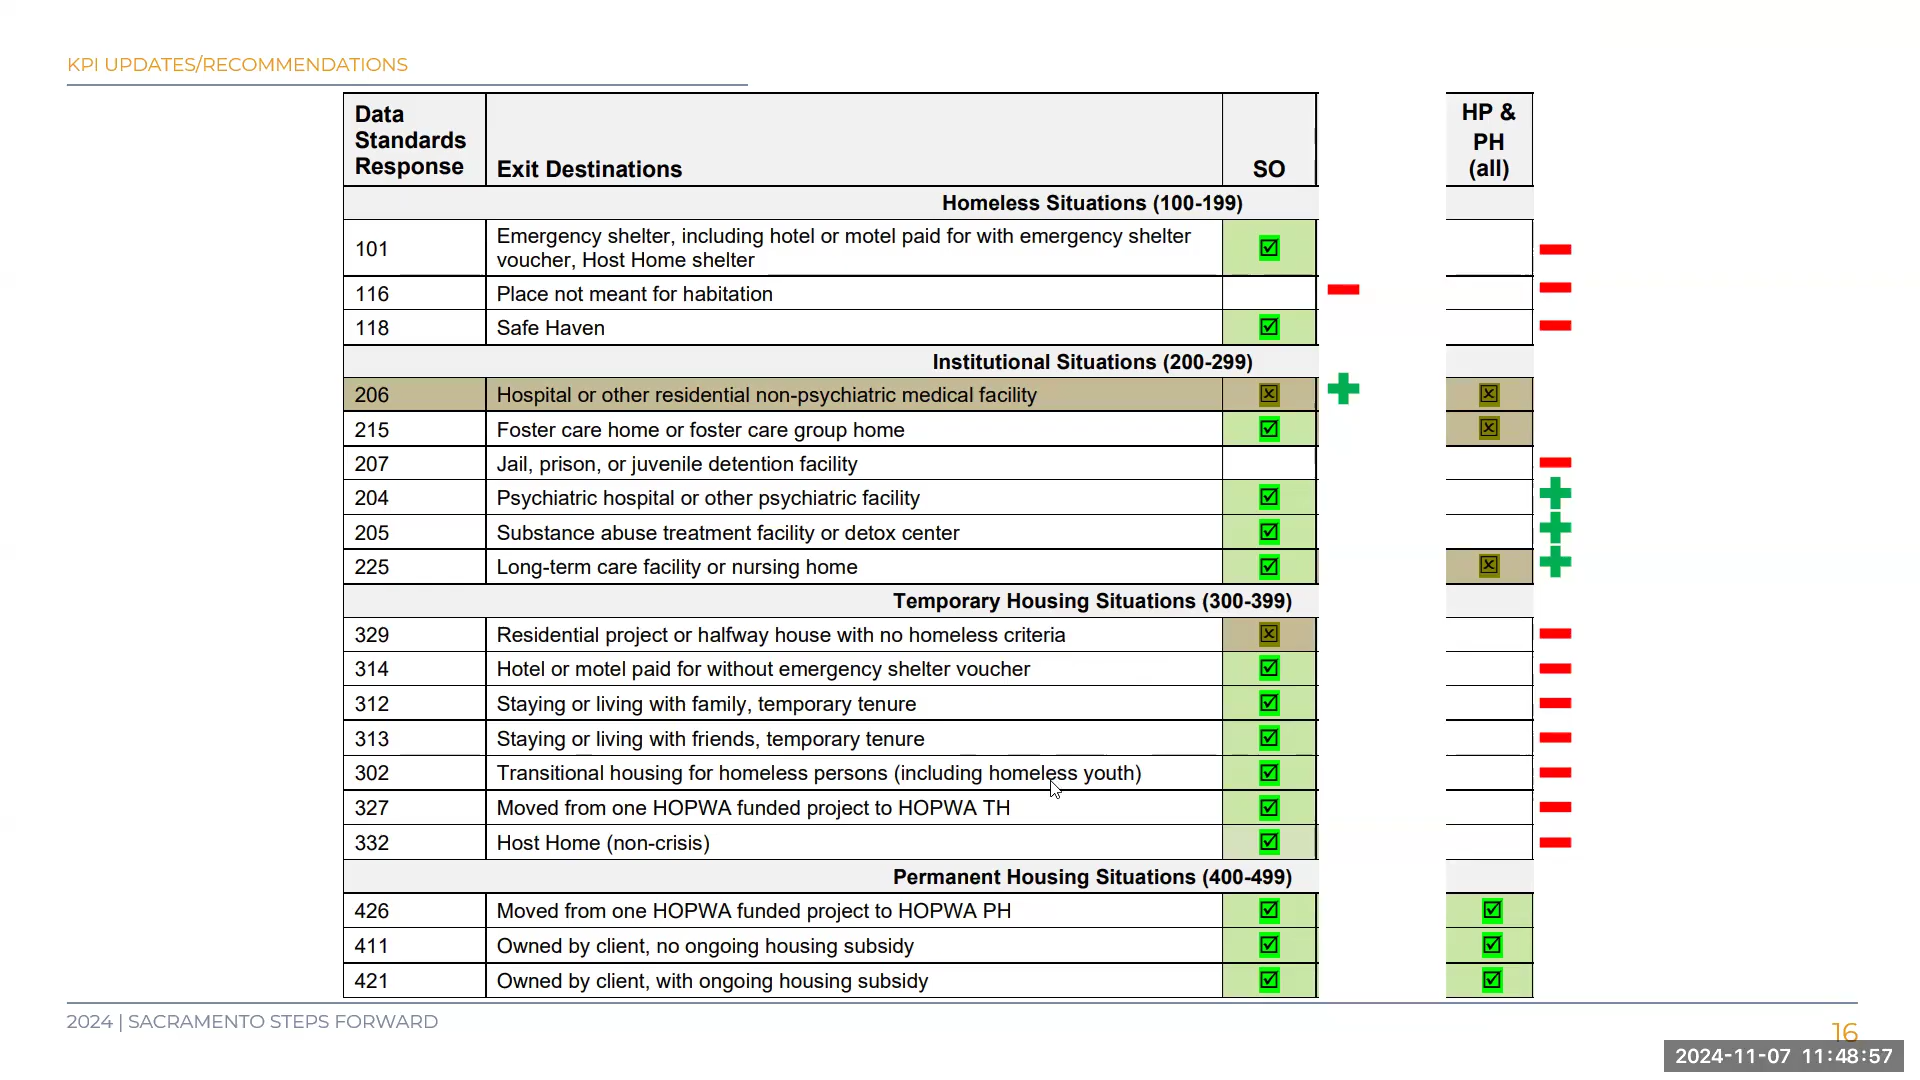 KPI UPDATES/RECOMMENDATIONS
Data Standards Response Exit Destinations SO HP & PH (all)
Homeless Situations (100-199)
101 Emergency shelter, including hotel or motel paid for with emergency shelter voucher, Host Home shelter
116 Place not meant for habitation
118 Safe Haven
Institutional Situations (200-299)
206 Hospital or other residential non-psychiatric medical facility
215 Foster care home or foster care group home
207 Jail, prison, or juvenile detention facility
204 Psychiatric hospital or other psychiatric facility
205 Substance abuse treatment facility or detox center
225 Long-term care facility or nursing home
Temporary Housing Situations (300-399)
329 Residential project or halfway house with no homeless criteria
314 Hotel or motel paid for without emergency shelter voucher
312 Staying or living with family, temporary tenure
313 Staying or living with friends, temporary tenure
302 Transitional housing for homeless persons (including homeless youth)
327 Moved from one HOPWA funded project to HOPWA TH
332 Host Home (non-crisis)
Permanent Housing Situations (400-499)
426 Moved from one HOPWA funded project to HOPWA PH
411 Owned by client, no ongoing housing subsidy
421 Owned by client, with ongoing housing subsidy
2024 | SACRAMENTO STEPS FORWARD
16
2024-11-07 11:48:57